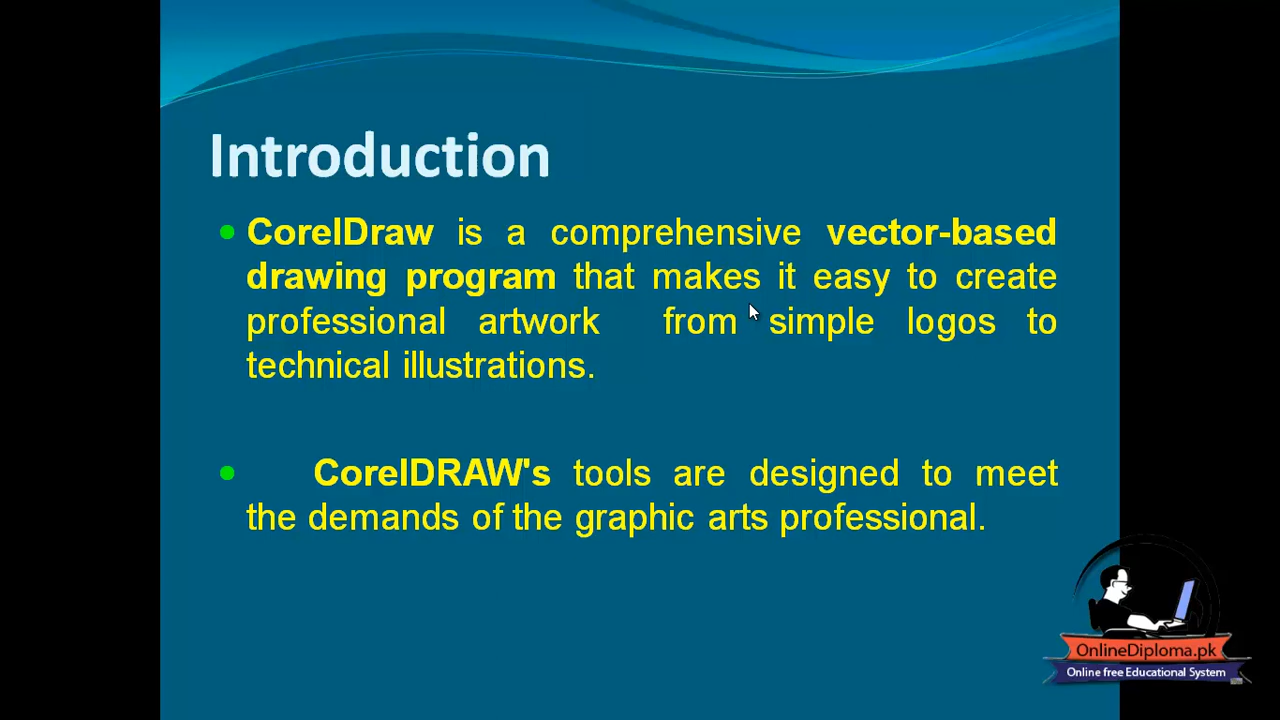 Introduction
CorelDraw is a comprehensive vector-based
drawing program that makes it easy to create
professional artwork from simple logos to
technical illustrations.
CorelDRAW's tools are designed to meet
the demands of the graphic arts professional.
OnlineDiploma.pk
Online free Educational System